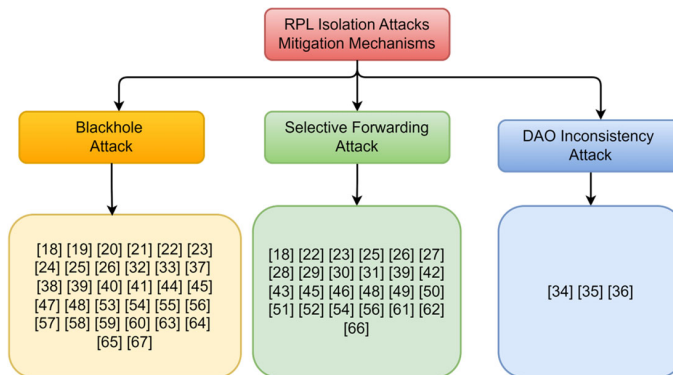 RPL Isolation Attacks
Mitigation Mechanisms
Blackhole
Attack
Selective Forwarding
Attack
DAO Inconsistency
Attack
[18] [19] [20] [21] [22] [23]
[24] [25] [26] [32] [33] [37]
[38] [39] [40] [41] [44] [45]
[47] [48] [53] [54] [55] [56]
[57] [58] [59] [60] [63] [64]
[65] [67]
[18] [22] [23] [25] [26] [27]
[28] [29] [30] [31] [39] [42]
[43] [45] [46] [48] [49] [50]
[51] [52] [54] [56] [61] [62]
[66]
[34] [35] [36]